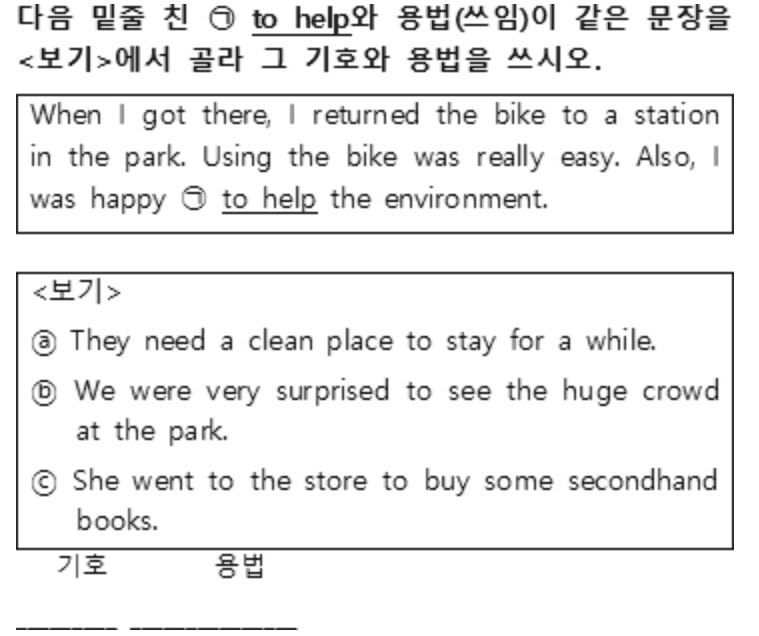 다음 밑줄 친 ㉠ to help와 용법(쓰임)이 같은 문장을
<보기>에서 골라 그 기호와 용법을 쓰시오.
When I got there, I returned the bike to a station
in the park. Using the bike was really easy. Also, I
was happy ㉠ to help the environment.
<보기>
ⓐ They need a clean place to stay for a while.
ⓑ We were very surprised to see the huge crowd
at the park.
ⓒ She went to the store to buy some secondhand
books.
기호 용법